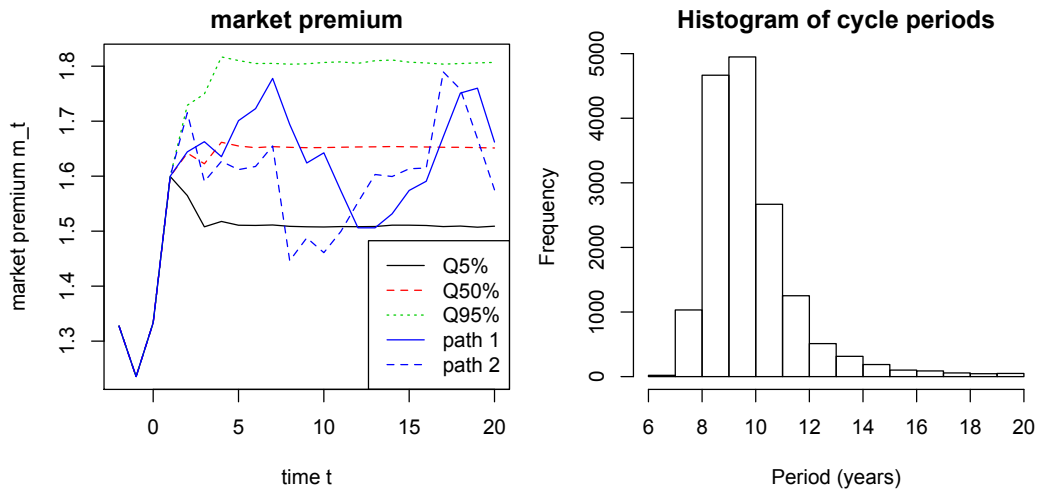 market premium
market premium m_t
1.8
1.7
1.6
1.5
1.4
1.3
0 5 10 15 20
time t
Q5%
Q50%
Q95%
path 1
path 2
Histogram of cycle periods
Frequency
5000
4000
3000
2000
1000
0
6 8 10 12 14 16 18 20
Period (years)